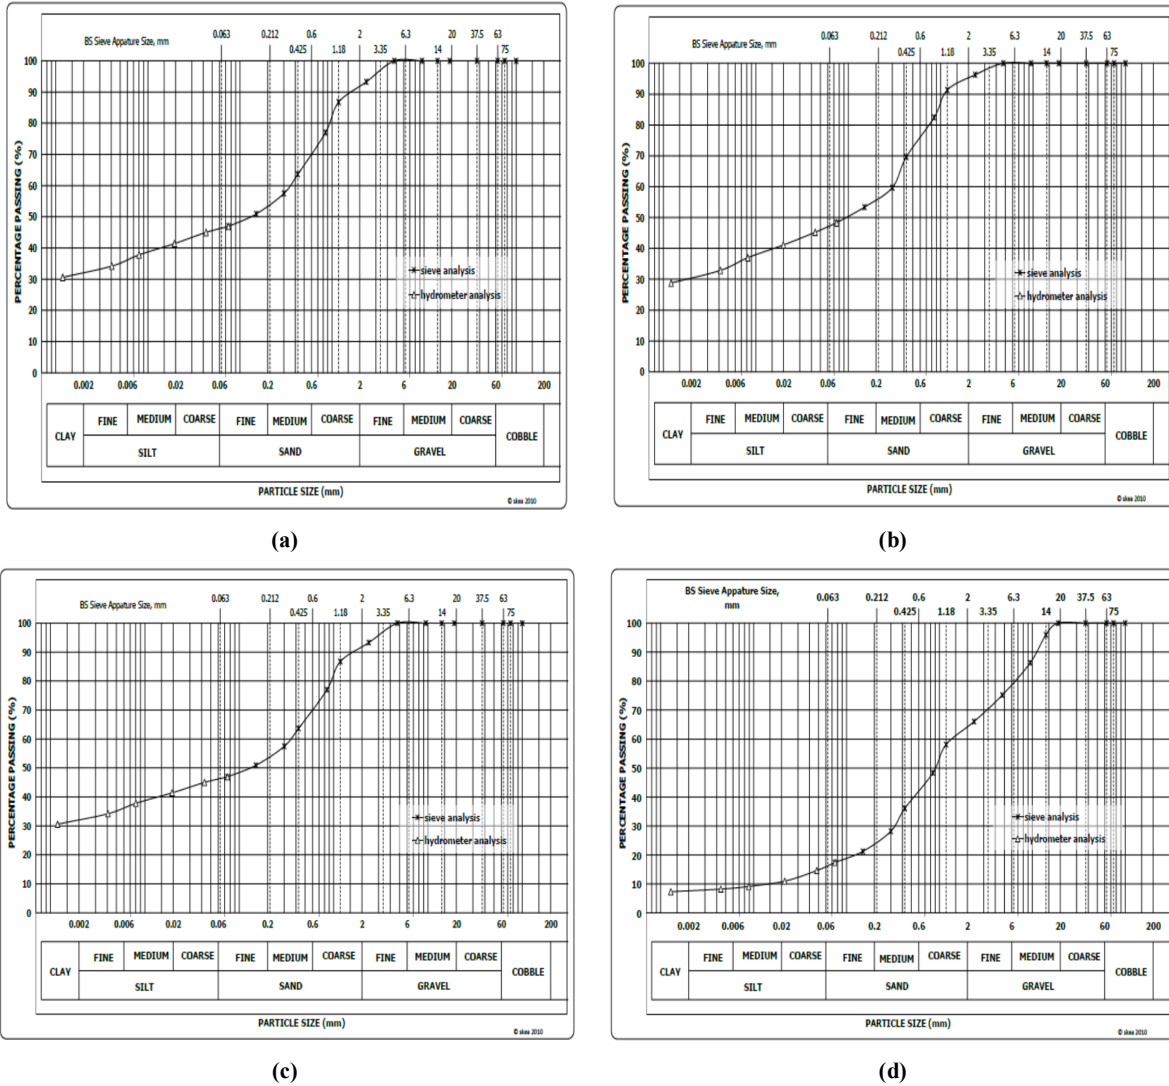 0.063 0.212 0.6 2 6.3 20 63
BS Sieve Appature Size, mm
0.425 1.18 3.35 14 37.5 75
100
90
80
70
60
50
40
30
20
10
0
PERCENTAGE PASSING (%)
sieve analysis
hydrometer analysis
0.002 0.006 0.02 0.06 0.2 0.6 2 6 20 60 200
CLAY FINE MEDIUM COARSE FINE MEDIUM COARSE FINE MEDIUM COARSE COBBLE
SILT SAND GRAVEL
PARTICLE SIZE (mm)
© skea 2010
(a)
0.063 0.212 0.6 2 6.3 20 63
BS Sieve Appature Size, mm
0.425 1.18 3.35 14 37.5 75
100
90
80
70
60
50
40
30
20
10
0
PERCENTAGE PASSING (%)
sieve analysis
hydrometer analysis
0.002 0.006 0.02 0.06 0.2 0.6 2 6 20 60 200
CLAY FINE MEDIUM COARSE FINE MEDIUM COARSE FINE MEDIUM COARSE COBBLE
SILT SAND GRAVEL
PARTICLE SIZE (mm)
© skea 2010
(b)
BS Sieve Appature Size, mm
0.063 0.212 0.6 2 6.3 20 37.5 63
0.425 1.18 3.35 14 75
100
90
80
70
60
50
40
30
20
10
0
PERCENTAGE PASSING (%)
sieve analysis
hydrometer analysis
0.002 0.006 0.02 0.06 0.2 0.6 2 6 20 60 200
CLAY FINE MEDIUM COARSE FINE MEDIUM COARSE FINE MEDIUM COARSE COBBLE
SILT SAND GRAVEL
PARTICLE SIZE (mm)
© skea 2010
(c)
BS Sieve Appature Size,
mm
0.063 0.212 0.6 2 6.3 20 37.5 63
0.425 1.18 3.35 14 75
100
90
80
70
60
50
40
30
20
10
0
PERCENTAGE PASSING (%)
sieve analysis
hydrometer analysis
0.002 0.006 0.02 0.06 0.2 0.6 2 6 20 60 200
CLAY FINE MEDIUM COARSE FINE MEDIUM COARSE FINE MEDIUM COARSE COBBLE
SILT SAND GRAVEL
PARTICLE SIZE (mm)
© skea 2010
(d)